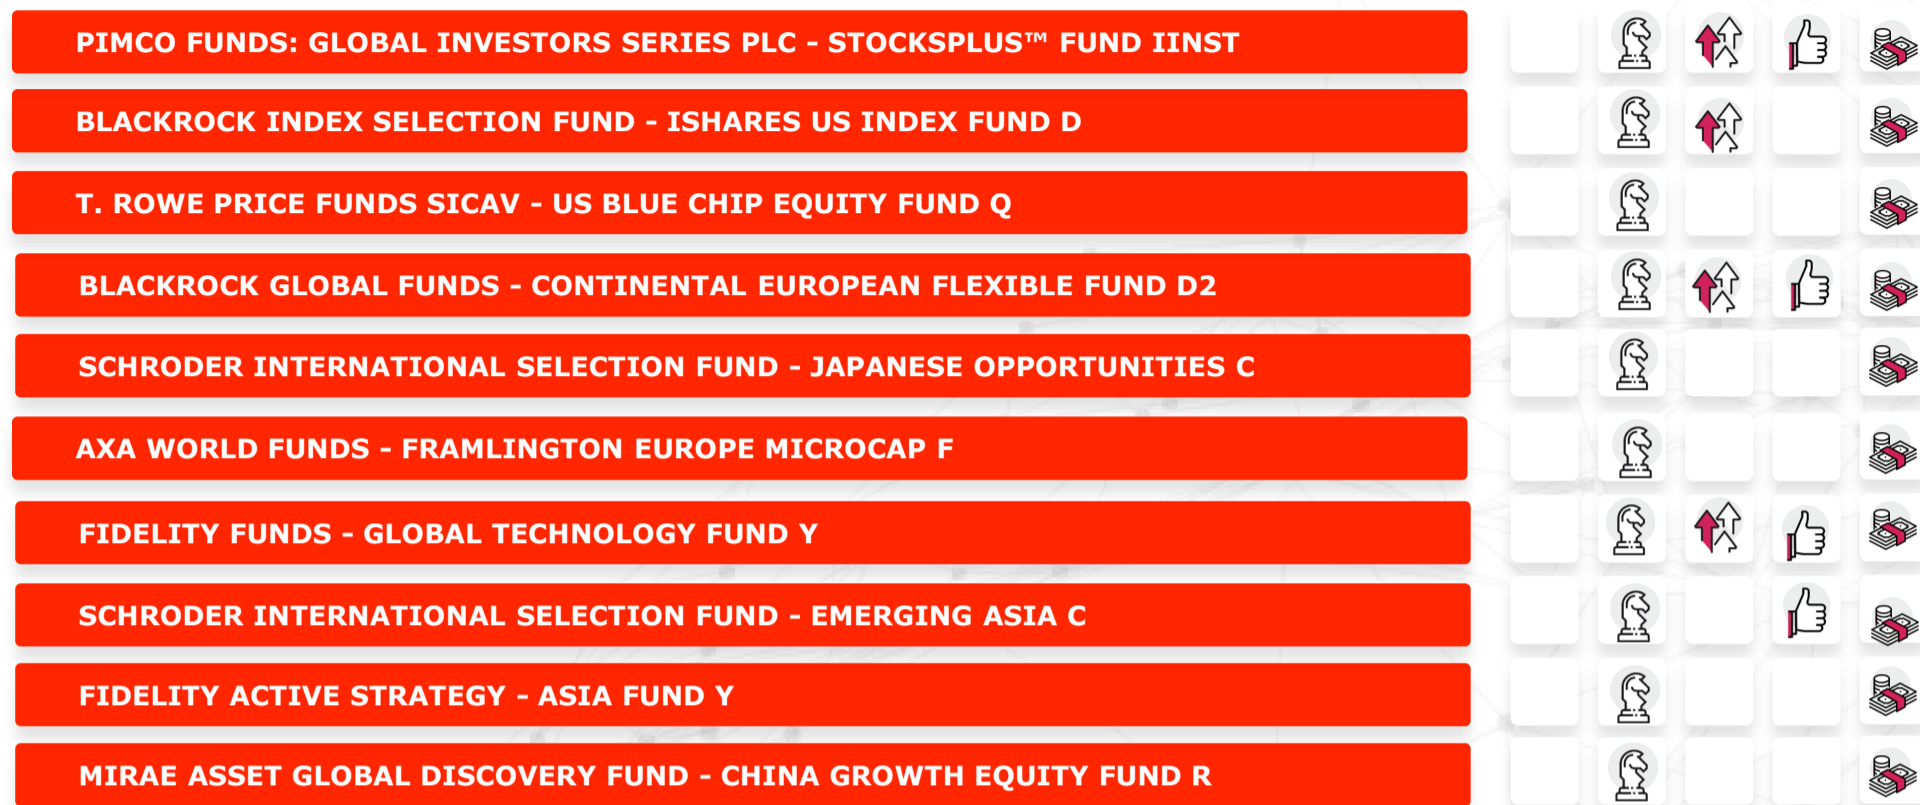 PIMCO FUNDS: GLOBAL INVESTORS SERIES PLC - STOCKSPLUS™ FUND IINST
BLACKROCK INDEX SELECTION FUND - ISHARES US INDEX FUND D
T. ROWE PRICE FUNDS SICAV - US BLUE CHIP EQUITY FUND Q
BLACKROCK GLOBAL FUNDS - CONTINENTAL EUROPEAN FLEXIBLE FUND D2
SCHRODER INTERNATIONAL SELECTION FUND - JAPANESE OPPORTUNITIES C
AXA WORLD FUNDS - FRAMLINGTON EUROPE MICROCAP F
FIDELITY FUNDS - GLOBAL TECHNOLOGY FUND Y
SCHRODER INTERNATIONAL SELECTION FUND - EMERGING ASIA C
FIDELITY ACTIVE STRATEGY - ASIA FUND Y
MIRAE ASSET GLOBAL DISCOVERY FUND - CHINA GROWTH EQUITY FUND R